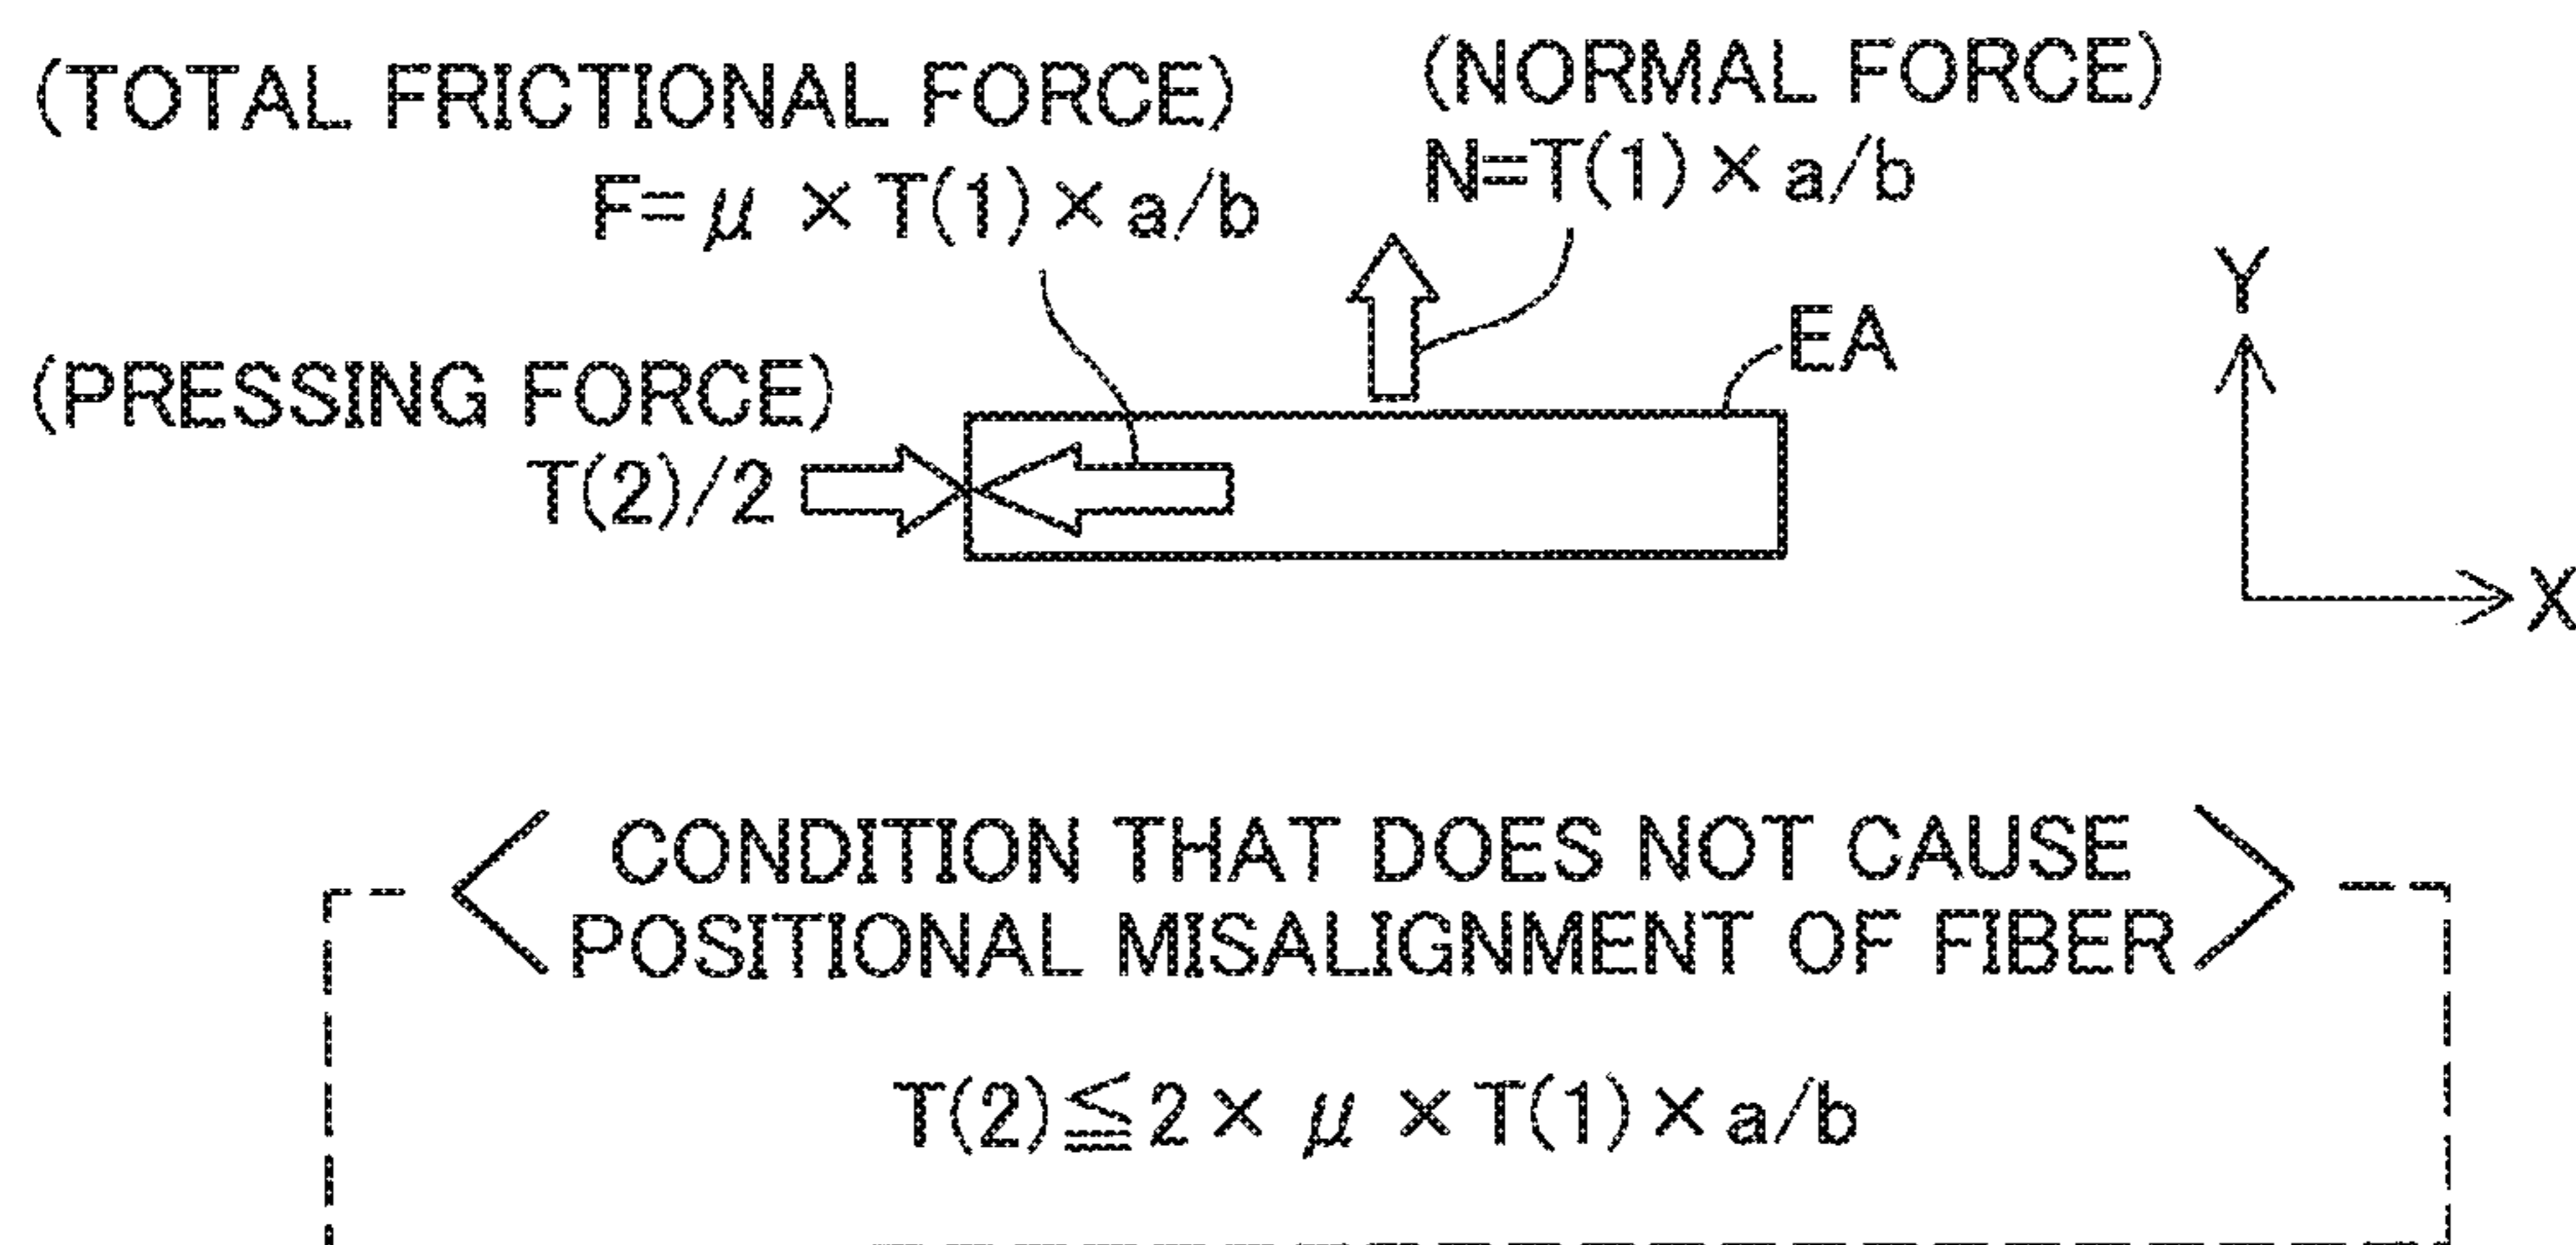 (TOTAL FRICTIONAL FORCE)
F=μ×T(1)×a/b
(NORMAL FORCE)
N=T(1)×a/b
(PRESSING FORCE)
T(2)/2
EA
Y
X
CONDITION THAT DOES NOT CAUSE
POSITIONAL MISALIGNMENT OF FIBER
T(2)≦2×μ×T(1)×a/b